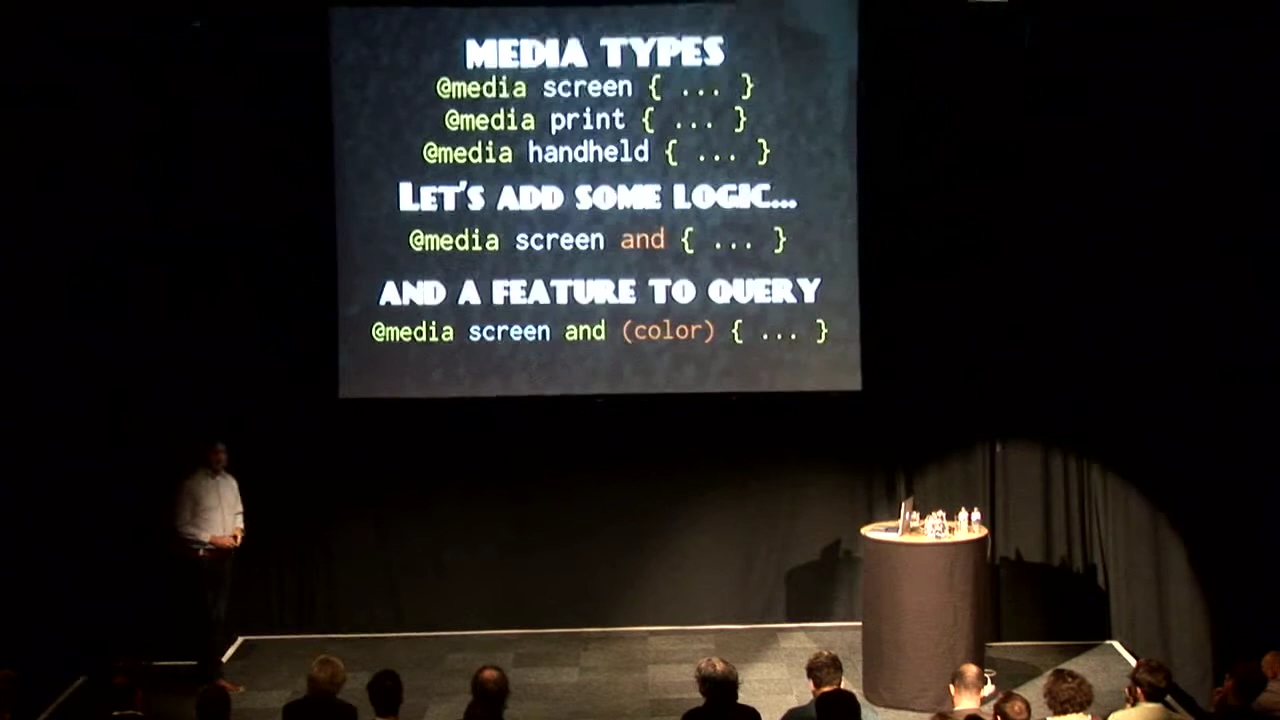 MEDIA TYPES
@media screen { ... }
@media print { ... }
@media handheld { ... }
LET'S ADD SOME LOGIC...
@media screen and { ... }
AND A FEATURE TO QUERY
@media screen and (color) { ... }